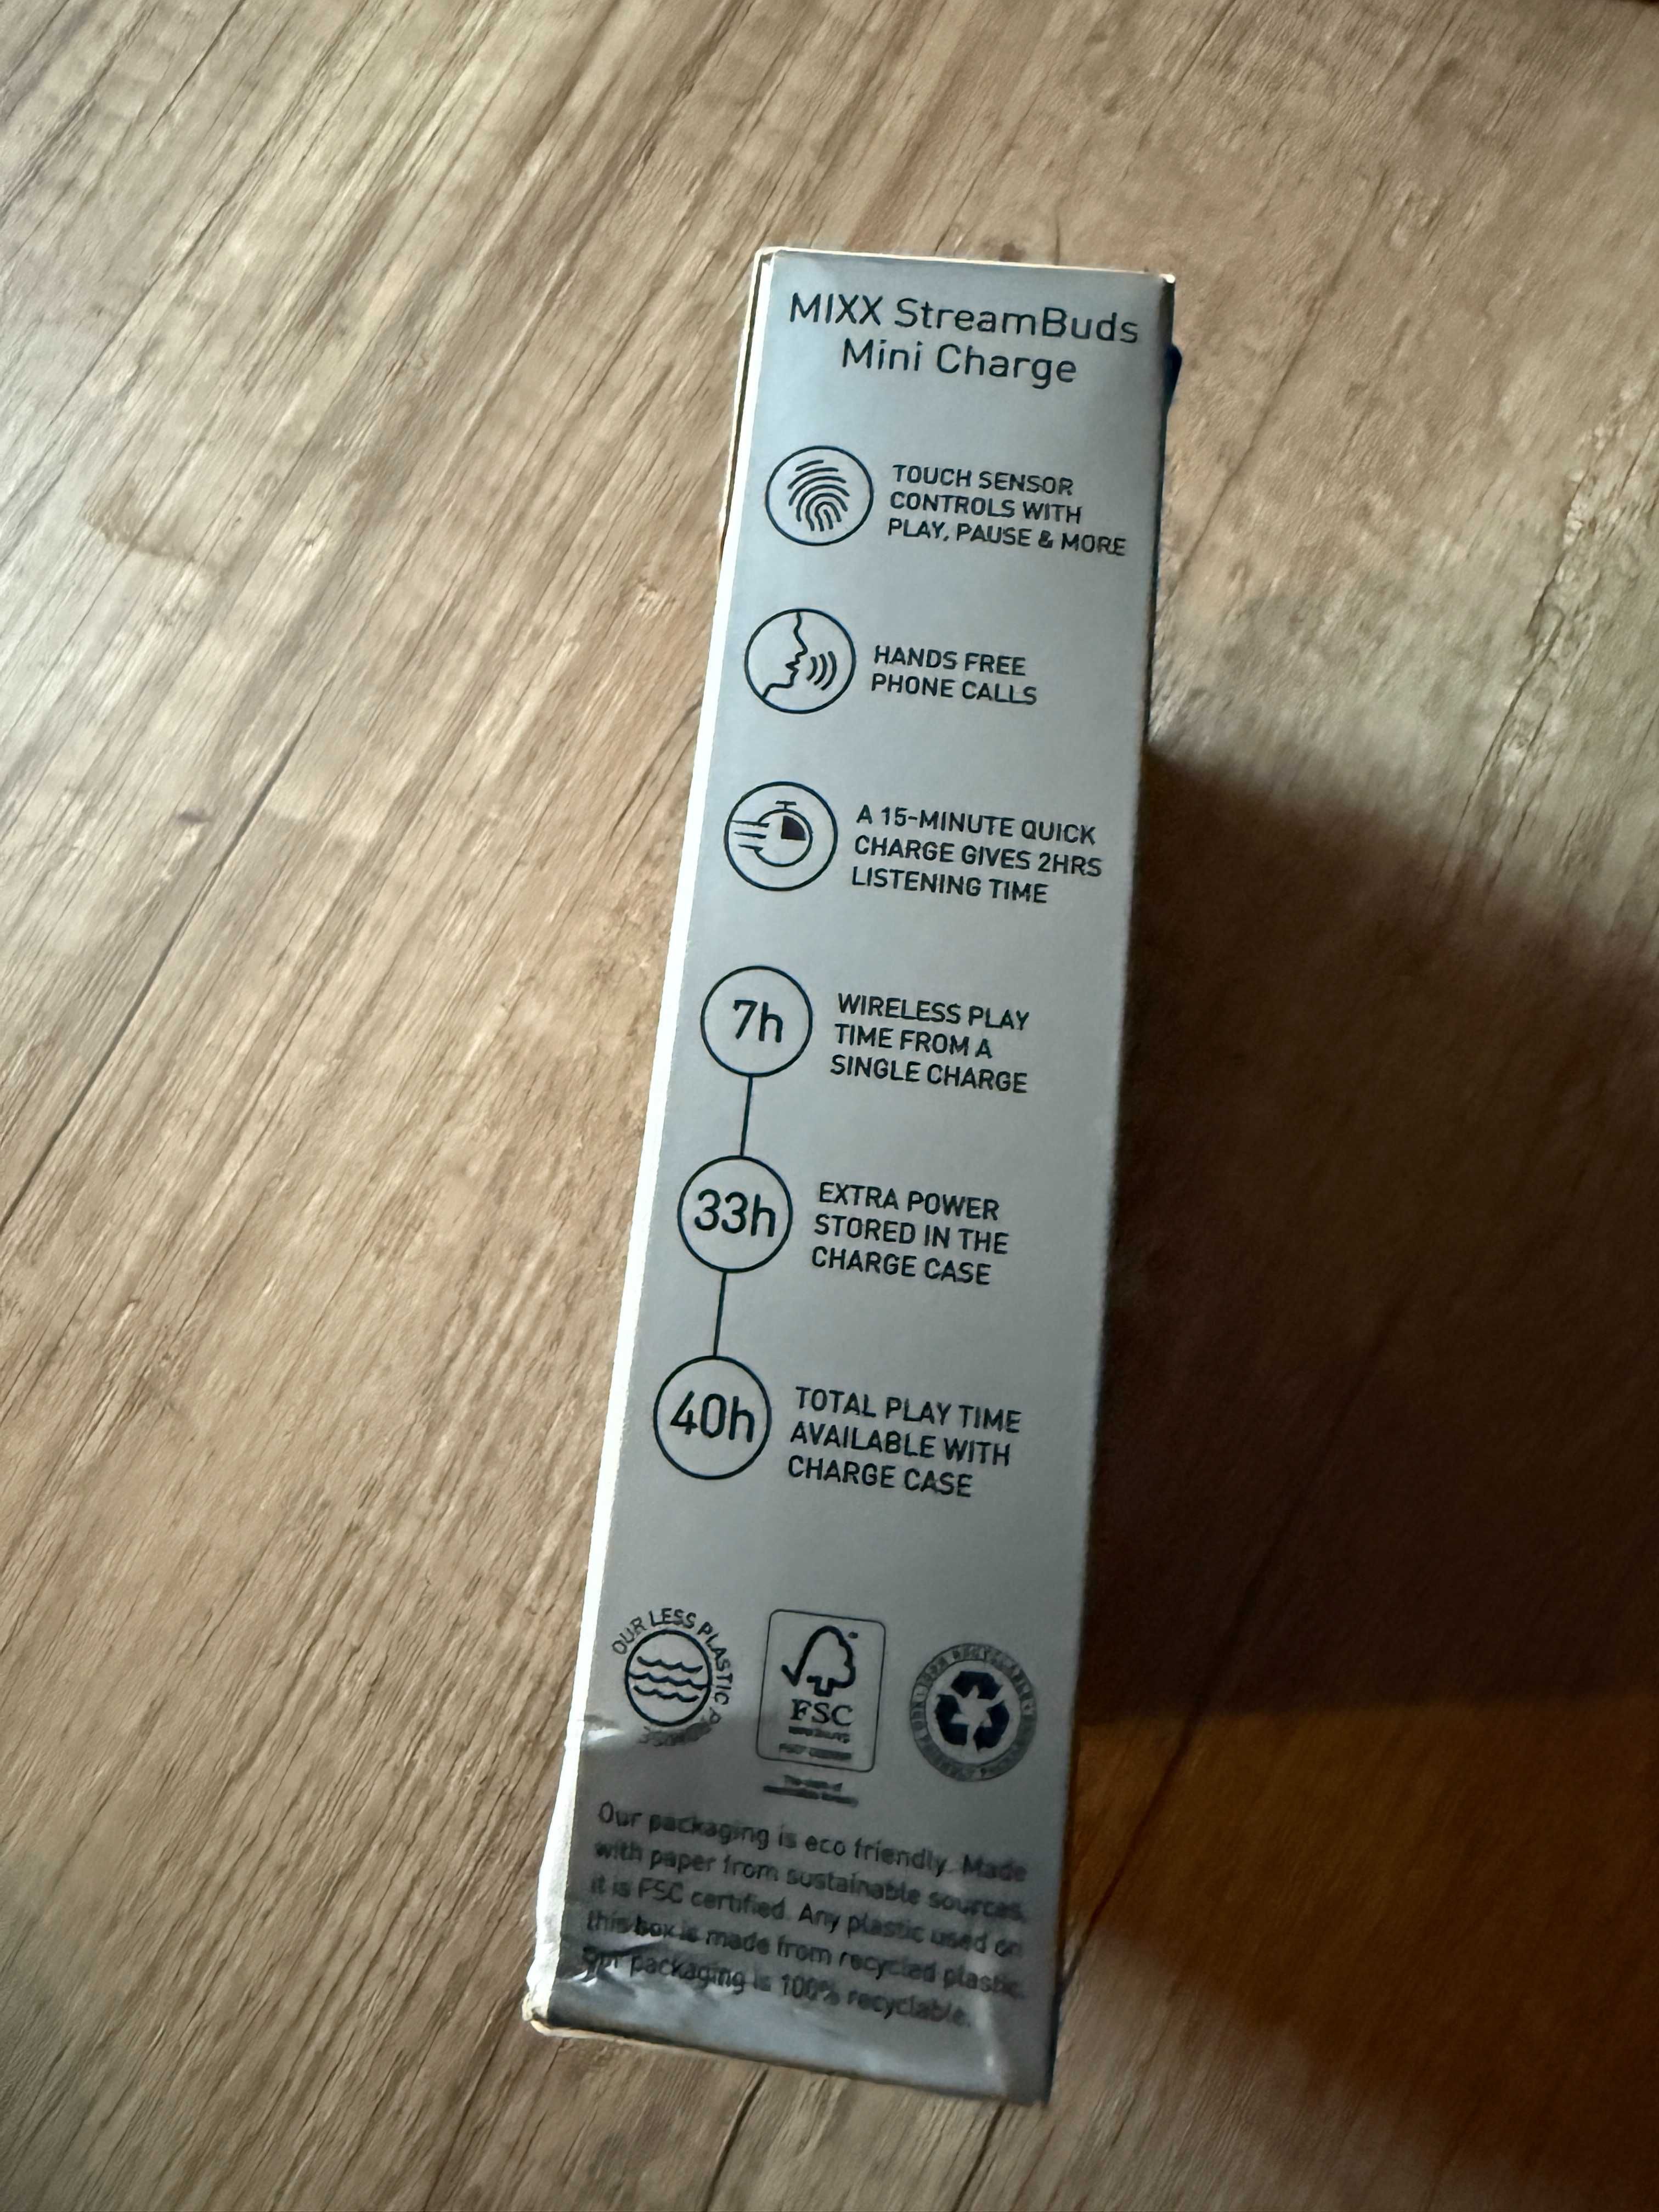 MIXX StreamBuds
Mini Charge
TOUCH SENSOR
CONTROLS WITH
PLAY, PAUSE & MORE
HANDS FREE
PHONE CALLS
A 15-MINUTE QUICK
CHARGE GIVES 2HRS
LISTENING TIME
7h
WIRELESS PLAY
TIME FROM A
SINGLE CHARGE
33h
EXTRA POWER
STORED IN THE
CHARGE CASE
40h
TOTAL PLAY TIME
AVAILABLE WITH
CHARGE CASE
OUR LESS PLASTIC
FSC
Our packaging is eco friendly. Made
with paper from sustainable sources,
it is FSC certified. Any plastic used on
this box is made from recycled plastic.
Our packaging is 100% recyclable.